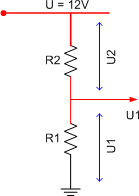 U = 12V
R2
U2
U1
R1
U1